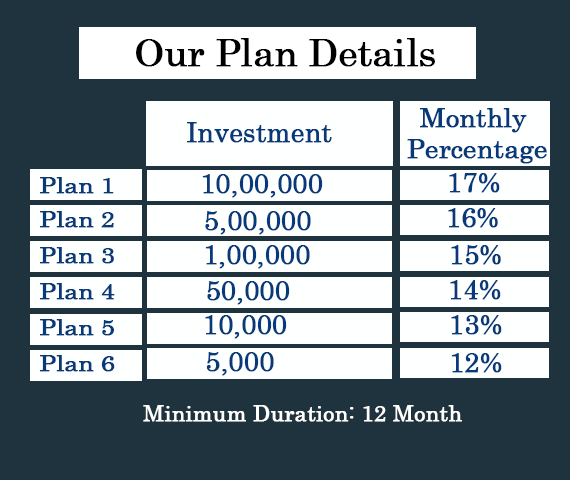 Our Plan Details
Investment
Monthly
Percentage
Plan 1 10,00,000 17%
Plan 2 5,00,000 16%
Plan 3 1,00,000 15%
Plan 4 50,000 14%
Plan 5 10,000 13%
Plan 6 5,000 12%
Minimum Duration: 12 Month